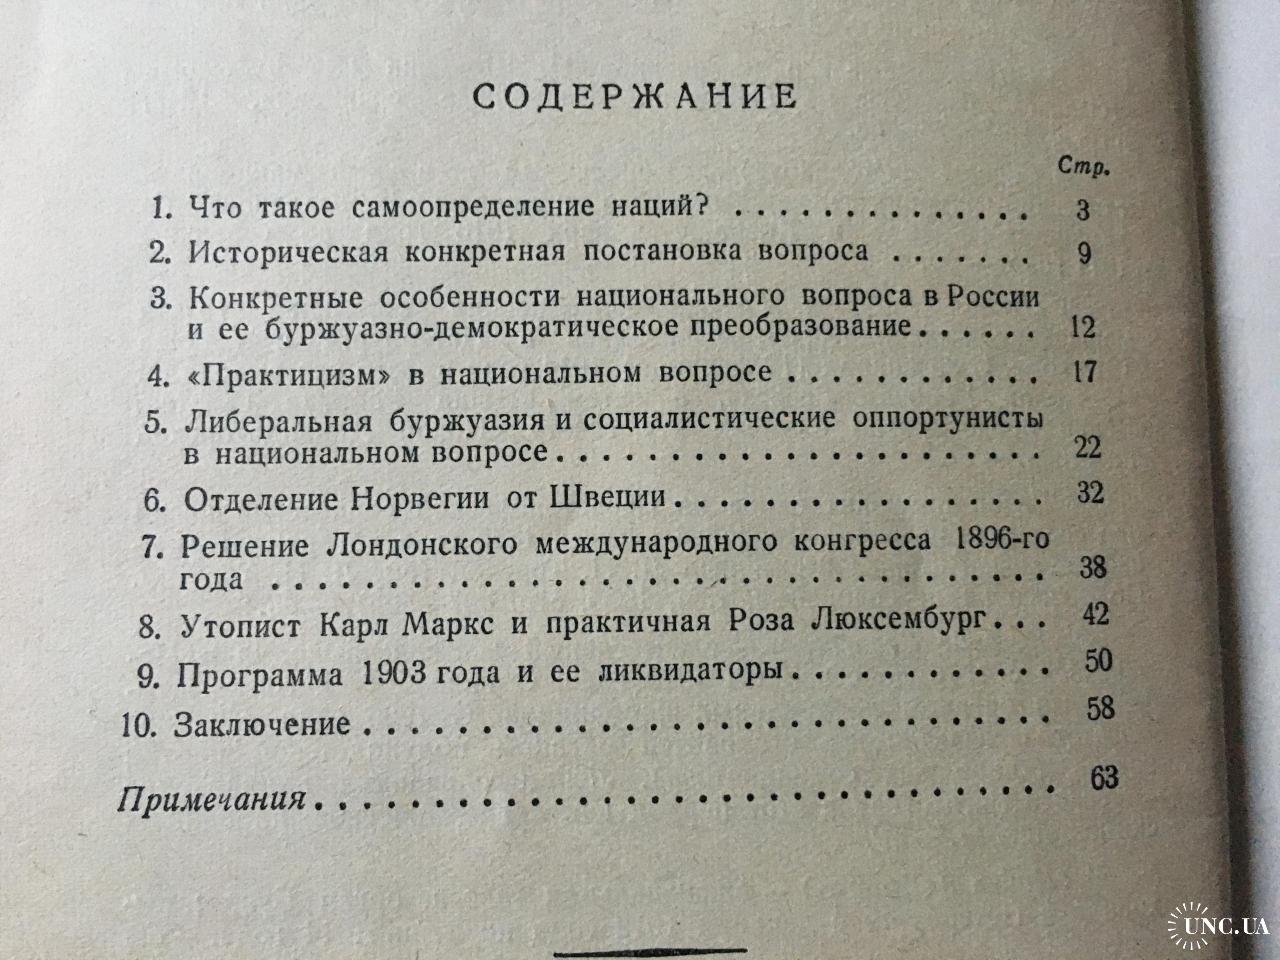 СОДЕРЖАНИЕ
Стр.
1. Что такое самоопределение наций? . . . . . . . . . . . . . . 3
2. Историческая конкретная постановка вопроса . . . . . . . 9
3. Конкретные особенности национального вопроса в России
и ее буржуазно-демократическое преобразование . . . . . . 12
4. «Практицизм» в национальном вопросе . . . . . . . . . . . . 17
5. Либеральная буржуазия и социалистические оппортунисты
в национальном вопросе . . . . . . . . . . . . . . . . . . . . . 22
6. Отделение Норвегии от Швеции . . . . . . . . . . . . . . . . 32
7. Решение Лондонского международного конгресса 1896-го
года . . . . . . . . . . . . . . . . . . . . . . . . . . . . . . . 38
8. Утопист Карл Маркс и практичная Роза Люксембург . . . 42
9. Программа 1903 года и ее ликвидаторы . . . . . . . . . . . 50
10. Заключение . . . . . . . . . . . . . . . . . . . . . . . . . . . . 58
Примечания . . . . . . . . . . . . . . . . . . . . . . . . . . . . . . 63
UNC.UA